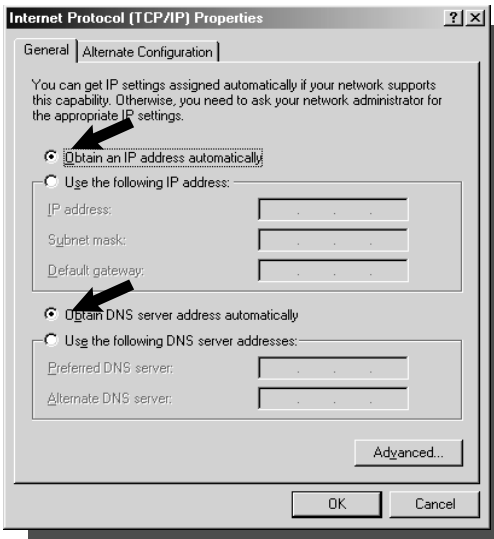 Internet Protocol (TCP/IP) Properties
General
Alternate Configuration
You can get IP settings assigned automatically if your network supports
this capability. Otherwise, you need to ask your network administrator for
the appropriate IP settings.
Obtain an IP address automatically
Use the following IP address:
IP address:
Subnet mask:
Default gateway:
Obtain DNS server address automatically
Use the following DNS server addresses:
Preferred DNS server:
Alternate DNS server:
Advanced...
OK
Cancel